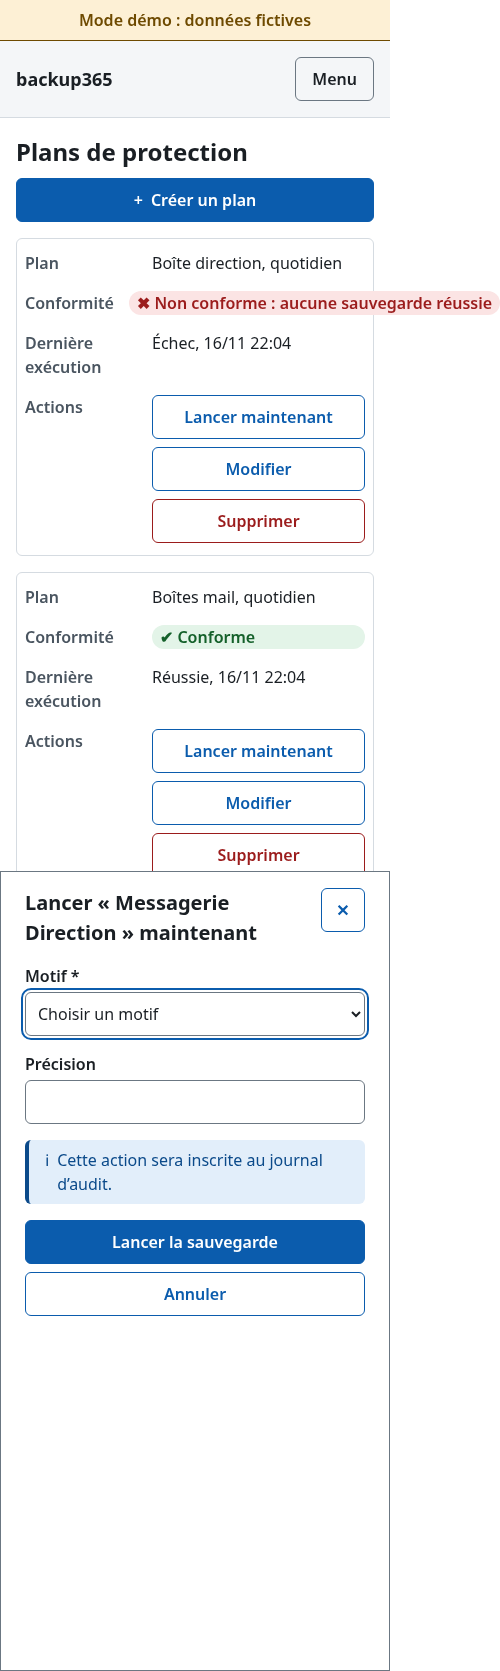 Mode démo : données fictives
backup365
Menu
Plans de protection
+ Créer un plan
Plan
Boîte direction, quotidien
Conformité
✖ Non conforme : aucune sauvegarde réussie
Dernière
exécution
Échec, 16/11 22:04
Actions
Lancer maintenant
Modifier
Supprimer
Plan
Boîtes mail, quotidien
Conformité
✔ Conforme
Dernière
exécution
Réussie, 16/11 22:04
Actions
Lancer maintenant
Modifier
Supprimer
Lancer « Messagerie
Direction » maintenant
×
Motif *
Choisir un motif
Précision
i Cette action sera inscrite au journal
d’audit.
Lancer la sauvegarde
Annuler